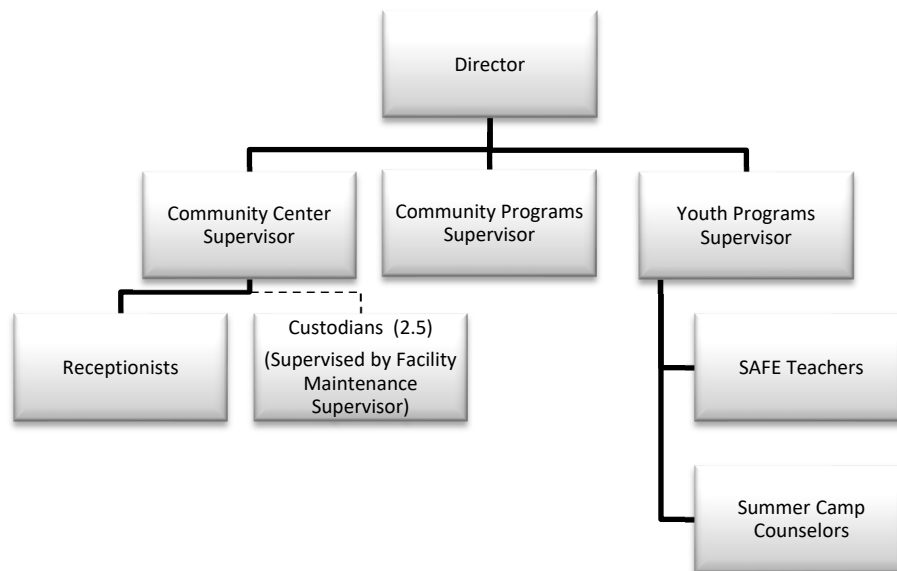 Director
Community Center
Supervisor
Community Programs
Supervisor
Youth Programs
Supervisor
Receptionists
Custodians (2.5)
(Supervised by Facility
Maintenance
Supervisor)
SAFE Teachers
Summer Camp
Counselors